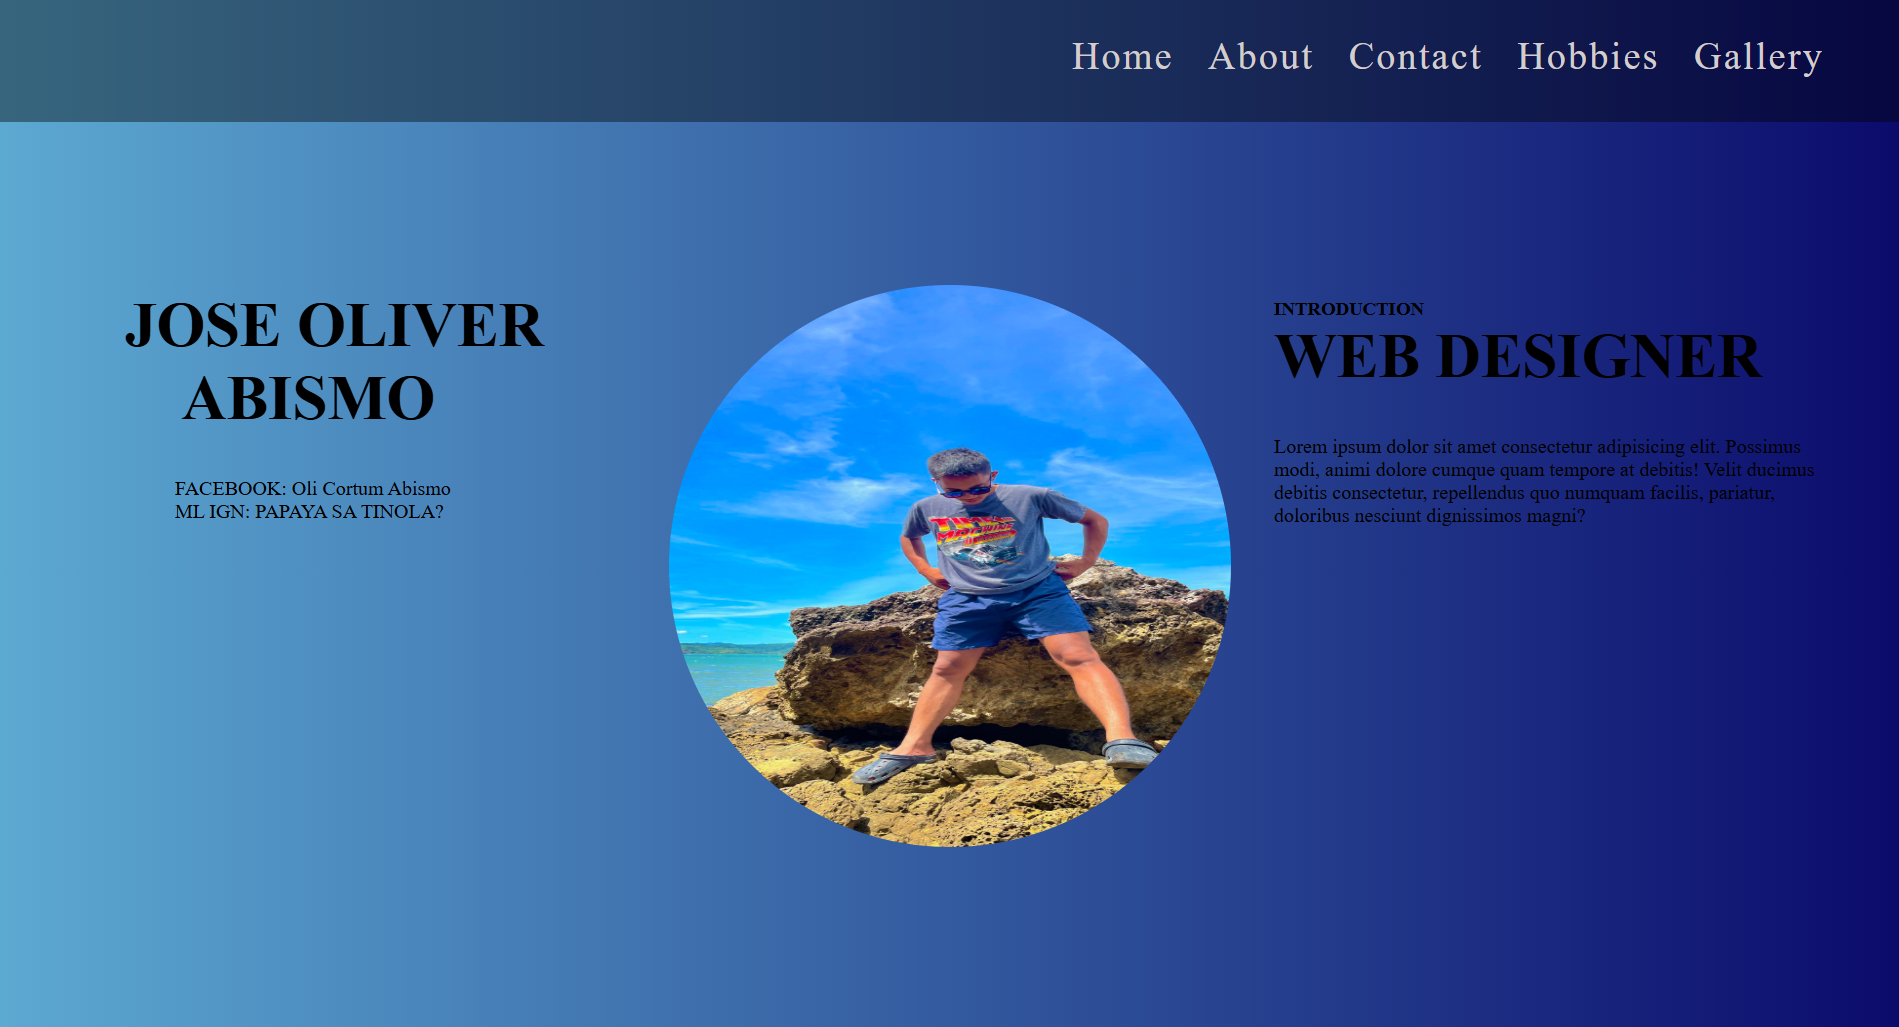 Home About Contact Hobbies Gallery
JOSE OLIVER
ABISMO
FACEBOOK: Oli Cortum Abismo
ML IGN: PAPAYA SA TINOLA?
INTRODUCTION
WEB DESIGNER
Lorem ipsum dolor sit amet consectetur adipisicing elit. Possimus
modi, animi dolore cumque quam tempore at debitis! Velit ducimus
debitis consectetur, repellendus quo numquam facilis, pariatur,
doloribus nesciunt dignissimos magni?